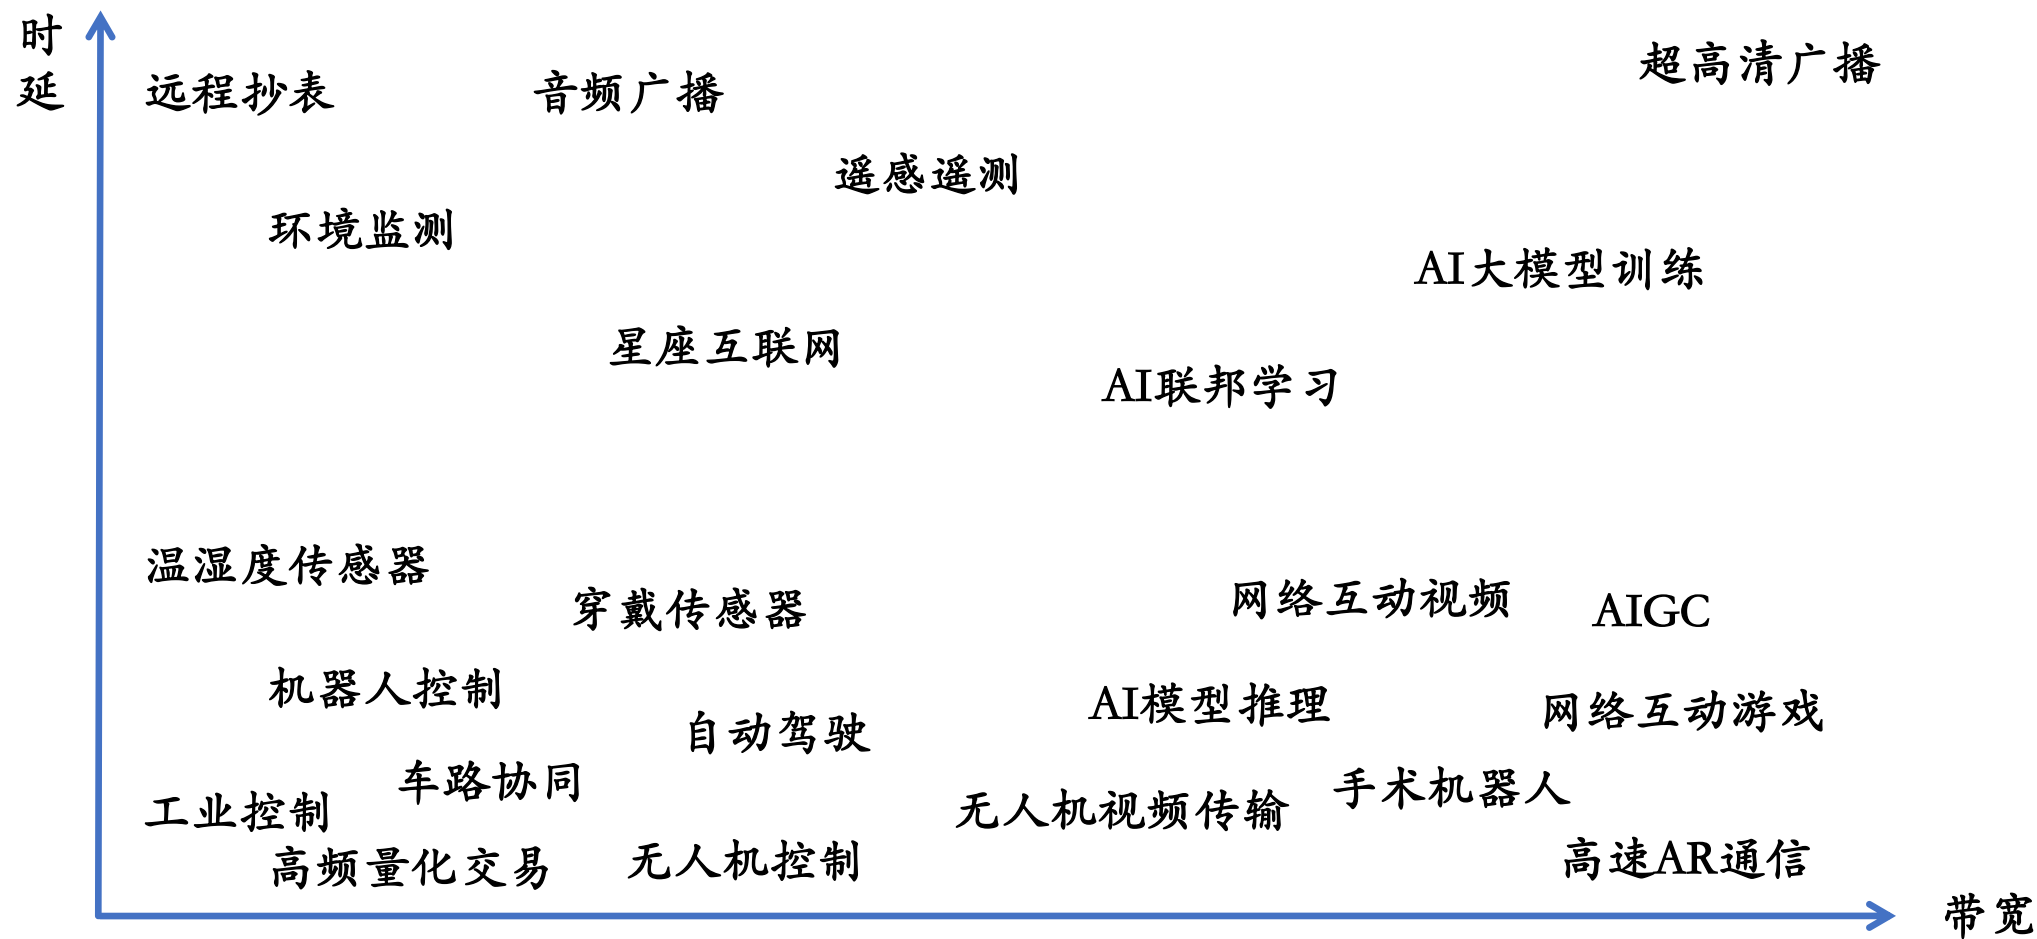 时
延
远程抄表
音频广播
超高清广播
遥感遥测
环境监测
AI大模型训练
星座互联网
AI联邦学习
温湿度传感器
穿戴传感器
网络互动视频
AIGC
机器人控制
自动驾驶
AI模型推理
网络互动游戏
车路协同
工业控制
无人机视频传输
手术机器人
高频量化交易
无人机控制
高速AR通信
带宽